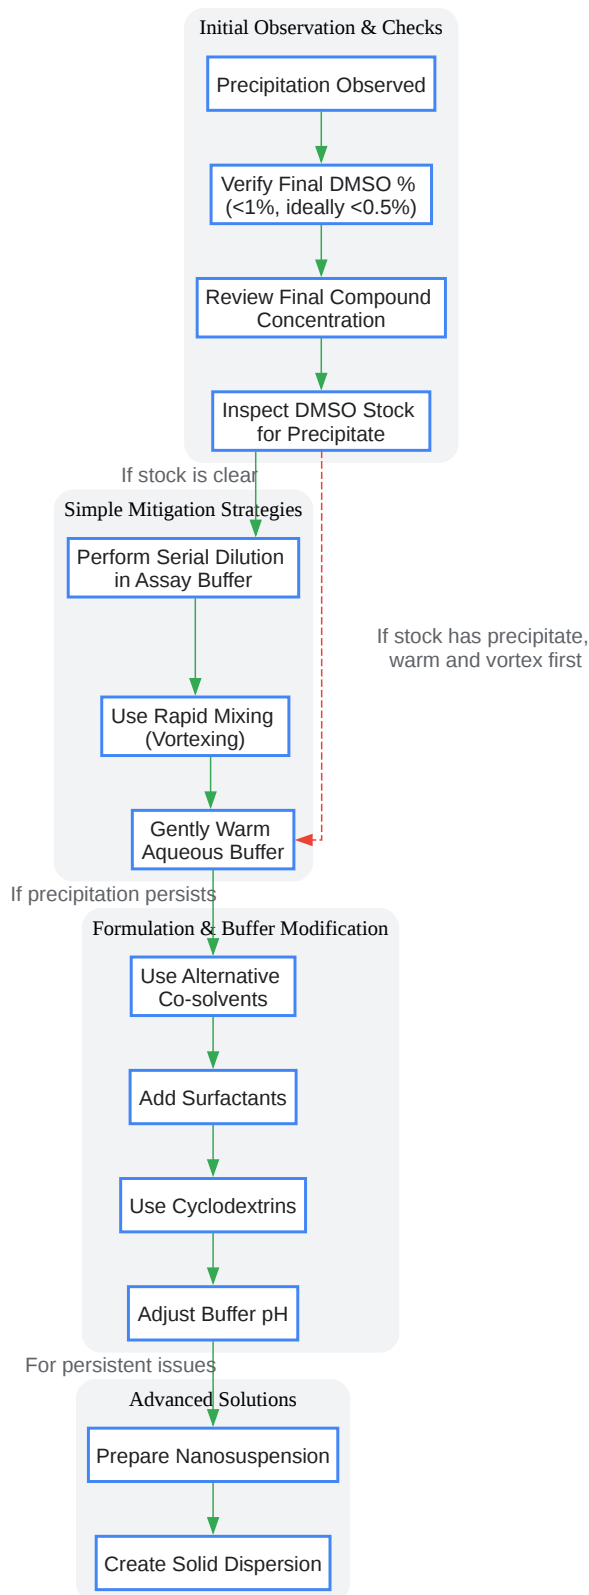 Initial Observation & Checks
Precipitation Observed
Verify Final DMSO %
(<1%, ideally <0.5%)
Review Final Compound
Concentration
Inspect DMSO Stock
for Precipitate
If stock is clear
Simple Mitigation Strategies
Perform Serial Dilution
in Assay Buffer
If stock has precipitate,
warm and vortex first
Use Rapid Mixing
(Vortexing)
Gently Warm
Aqueous Buffer
If precipitation persists
Formulation & Buffer Modification
Use Alternative
Co-solvents
Add Surfactants
Use Cyclodextrins
Adjust Buffer pH
For persistent issues
Advanced Solutions
Prepare Nanosuspension
Create Solid Dispersion